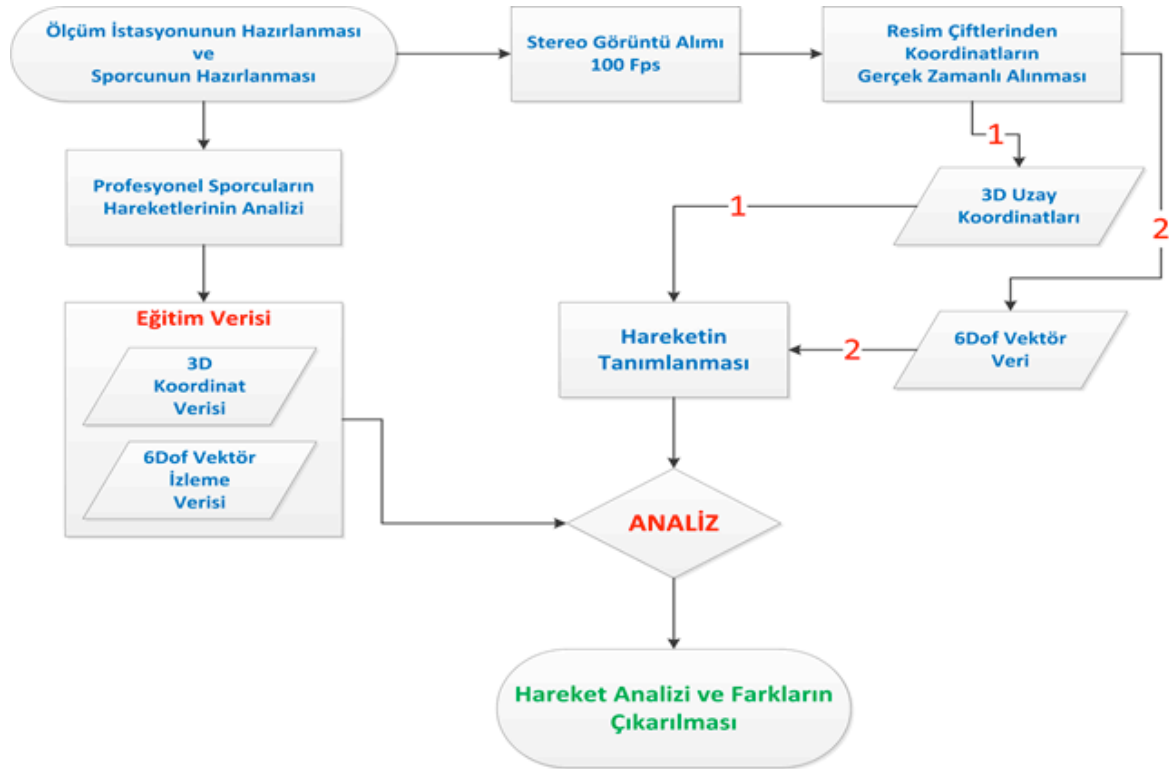 Ölçüm İstasyonunun Hazırlanması
ve
Sporcunun Hazırlanması
Stereo Görüntü Alımı
100 Fps
Resim Çiftlerinden
Koordinatların
Gerçek Zamanlı Alınması
1
Profesyonel Sporcuların
Hareketlerinin Analizi
3D Uzay
Koordinatları
1
2
Eğitim Verisi
3D
Koordinat
Verisi
6Dof Vektör
İzleme
Verisi
Hareketin
Tanımlanması
2
6Dof Vektör
Veri
ANALİZ
Hareket Analizi ve Farkların
Çıkarılması